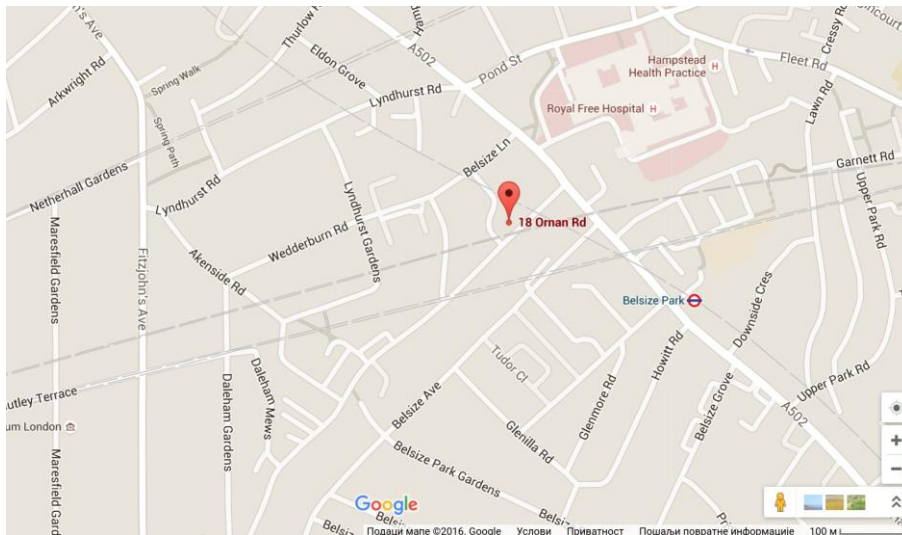 n's Ave
Arkwright Rd
Spring Walk
Spring Path
Thurlow Rd
Eldon Grove
A502
Pond St
Lyndhurst Rd
Hampstead
Health Practice
Royal Free Hospital
Fleet Rd
Cressy Rd
Lawn Rd
Garnett Rd
Upper Park Rd
Netherhall Gardens
Lyndhurst Rd
Belsize Ln
Lyndhurst Gardens
Wedderburn Rd
18 Ornan Rd
Maresfield Gardens
Fitzjohn's Ave
Akenside Rd
Belsize Park
Downside Cres
Howitt Rd
Tudor Cl
Glenmore Rd
Belsize Grove
Upper Park Rd
A502
utley Terrace
um London
Maresfield Gard
Daleham Gardens
Daleham Mews
Belsize Ave
Glenilla Rd
Belsize Park Gardens
Google
Подаци мапе ©2016, Google Услови Приватност Пошаљи повратне информације 100 м